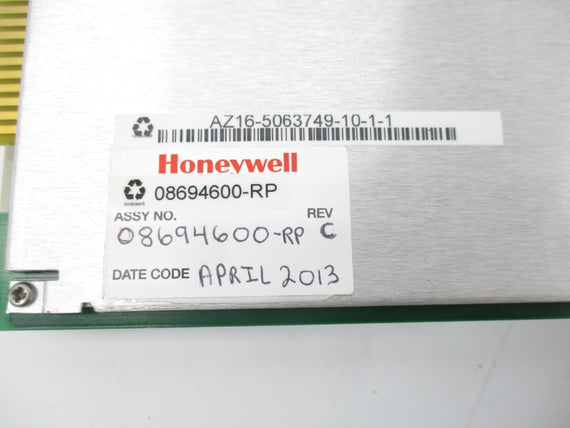 AZ16-5063749-10-1-1
Honeywell
08694600-RP
ASSY NO. REV
08694600-RP C
DATE CODE APRIL 2013